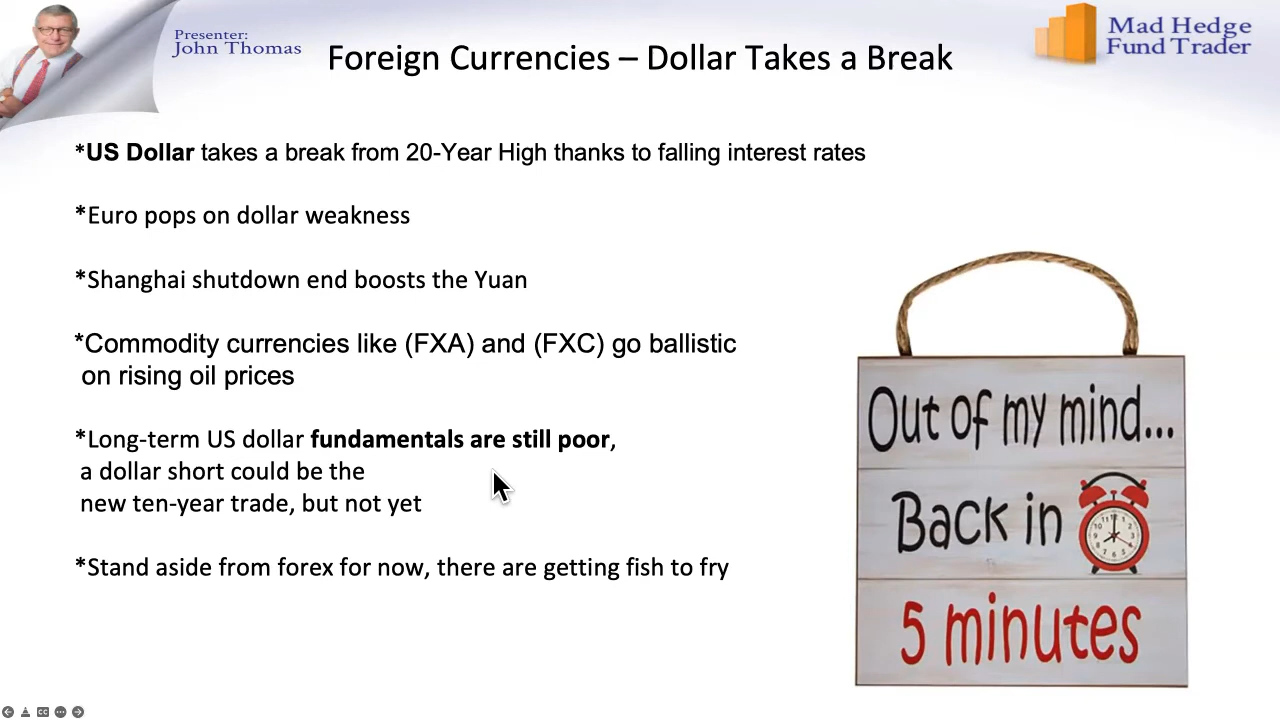 Presenter:
John Thomas
Foreign Currencies – Dollar Takes a Break
Mad Hedge
Fund Trader
*US Dollar takes a break from 20-Year High thanks to falling interest rates
*Euro pops on dollar weakness
*Shanghai shutdown end boosts the Yuan
*Commodity currencies like (FXA) and (FXC) go ballistic
on rising oil prices
*Long-term US dollar fundamentals are still poor,
a dollar short could be the
new ten-year trade, but not yet
*Stand aside from forex for now, there are getting fish to fry
Out of my mind...
Back in
5 minutes